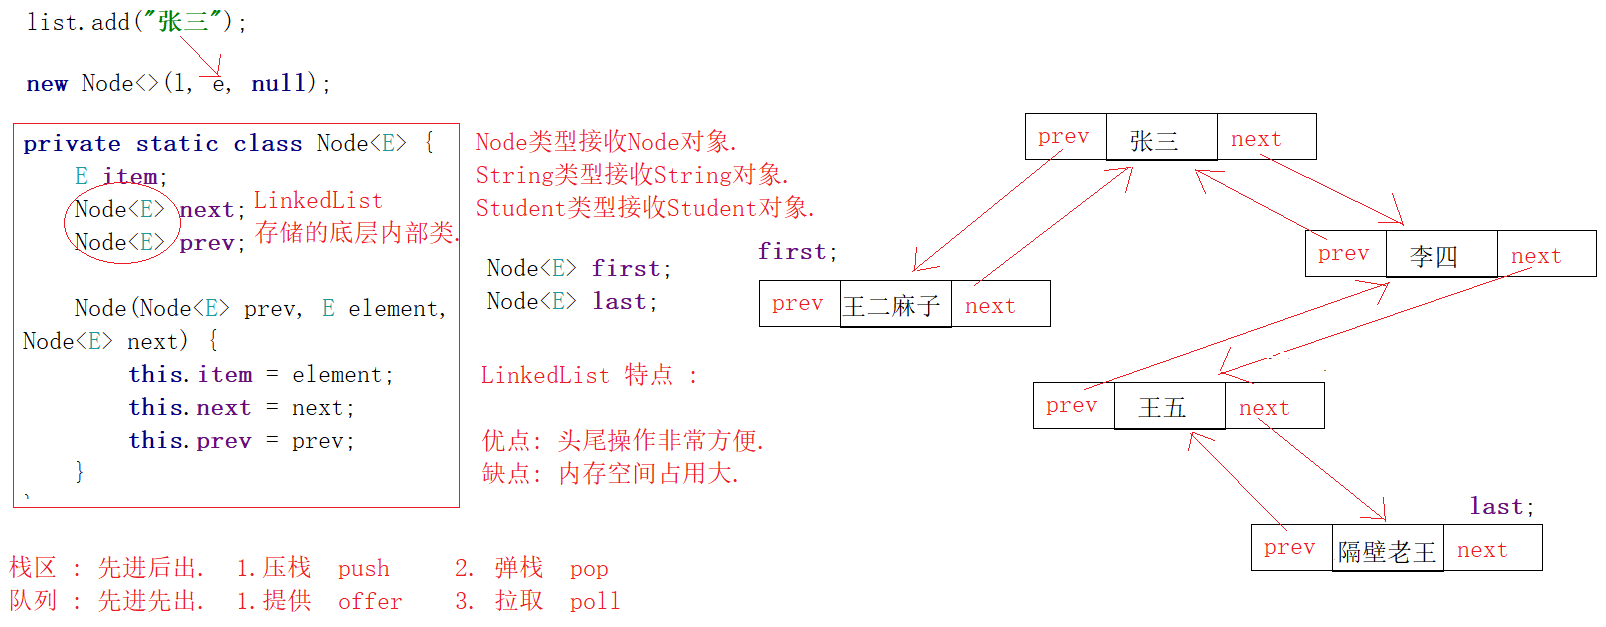 list.add("张三");
new Node<>(l, e, null);
private static class Node<E> {
E item;
Node<E> next;
Node<E> prev;
LinkedList
存储的底层内部类.
Node(Node<E> prev, E element,
Node<E> next) {
this.item = element;
this.next = next;
this.prev = prev;
}
}
Node类型接收Node对象.
String类型接收String对象.
Student类型接收Student对象.
Node<E> first;
Node<E> last;
LinkedList 特点 :
优点: 头尾操作非常方便.
缺点: 内存空间占用大.
prev 张三 next
prev 李四 next
first;
prev 王二麻子 next
prev 王五 next
last;
prev 隔壁老王 next
栈区 : 先进后出. 1.压栈 push 2. 弹栈 pop
队列 : 先进先出. 1.提供 offer 3. 拉取 poll